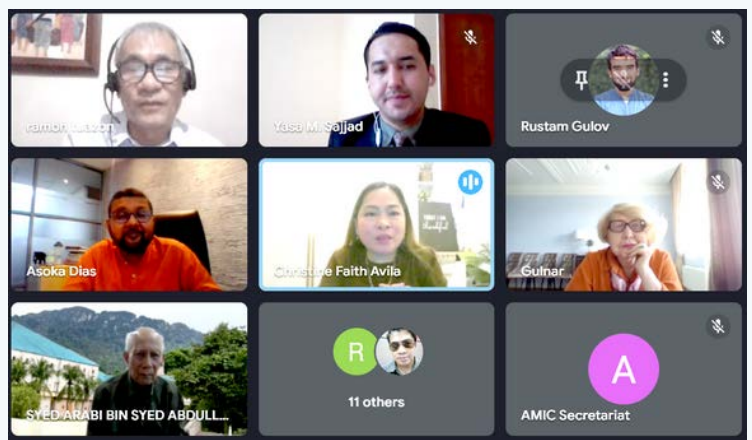 ramon tuazon
Yasa M. Sajjad
Rustam Gulov
Asoka Dias
Christine Faith Avila
Gulnar
SYED ARABI BIN SYED ABDULL...
R
11 others
A
AMIC Secretariat